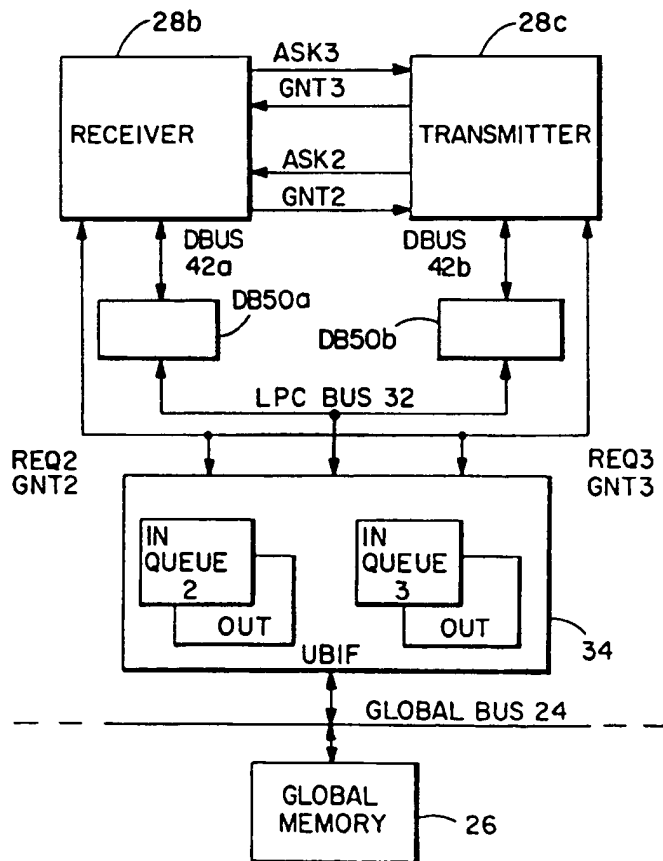 28b
28c
ASK3
GNT3
RECEIVER
TRANSMITTER
ASK2
GNT2
DBUS
42a
DBUS
42b
DB50a
DB50b
LPC BUS 32
REQ2
GNT2
REQ3
GNT3
IN
QUEUE
2
OUT
IN
QUEUE
3
OUT
UBIF
34
GLOBAL BUS 24
GLOBAL
MEMORY
26